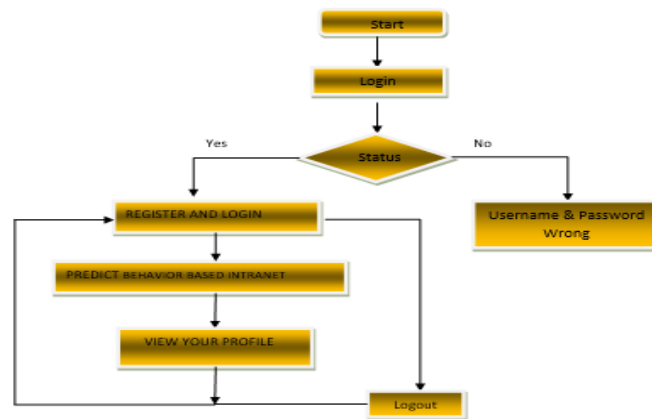 Start
Login
Yes
Status
No
REGISTER AND LOGIN
Username & Password
Wrong
PREDICT BEHAVIOR BASED INTRANET
VIEW YOUR PROFILE
Logout